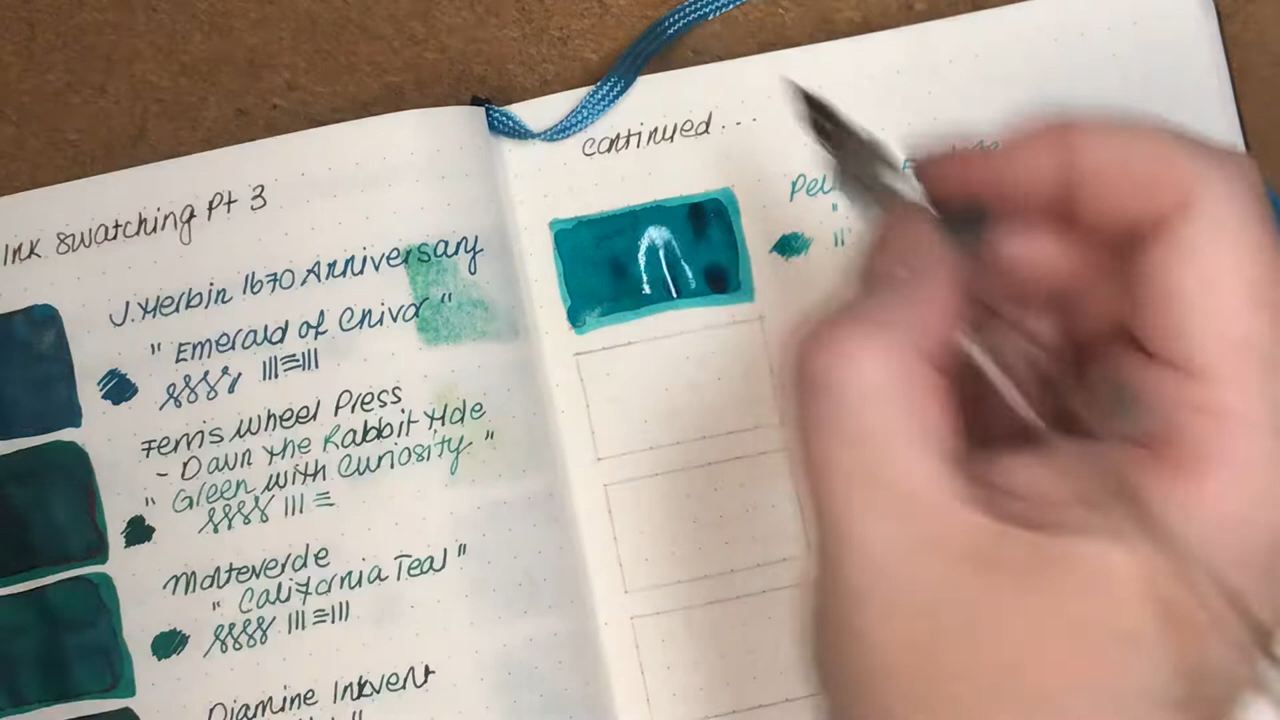 Ink Swatching Pt 3
J. Herbin 1670 Anniversary
" Emerald of Chivor "
Ferris Wheel Press
- Down the Rabbit Hole
" Green with Curiosity "
Monteverde
" California Teal "
Diamine Inkvent
continued...